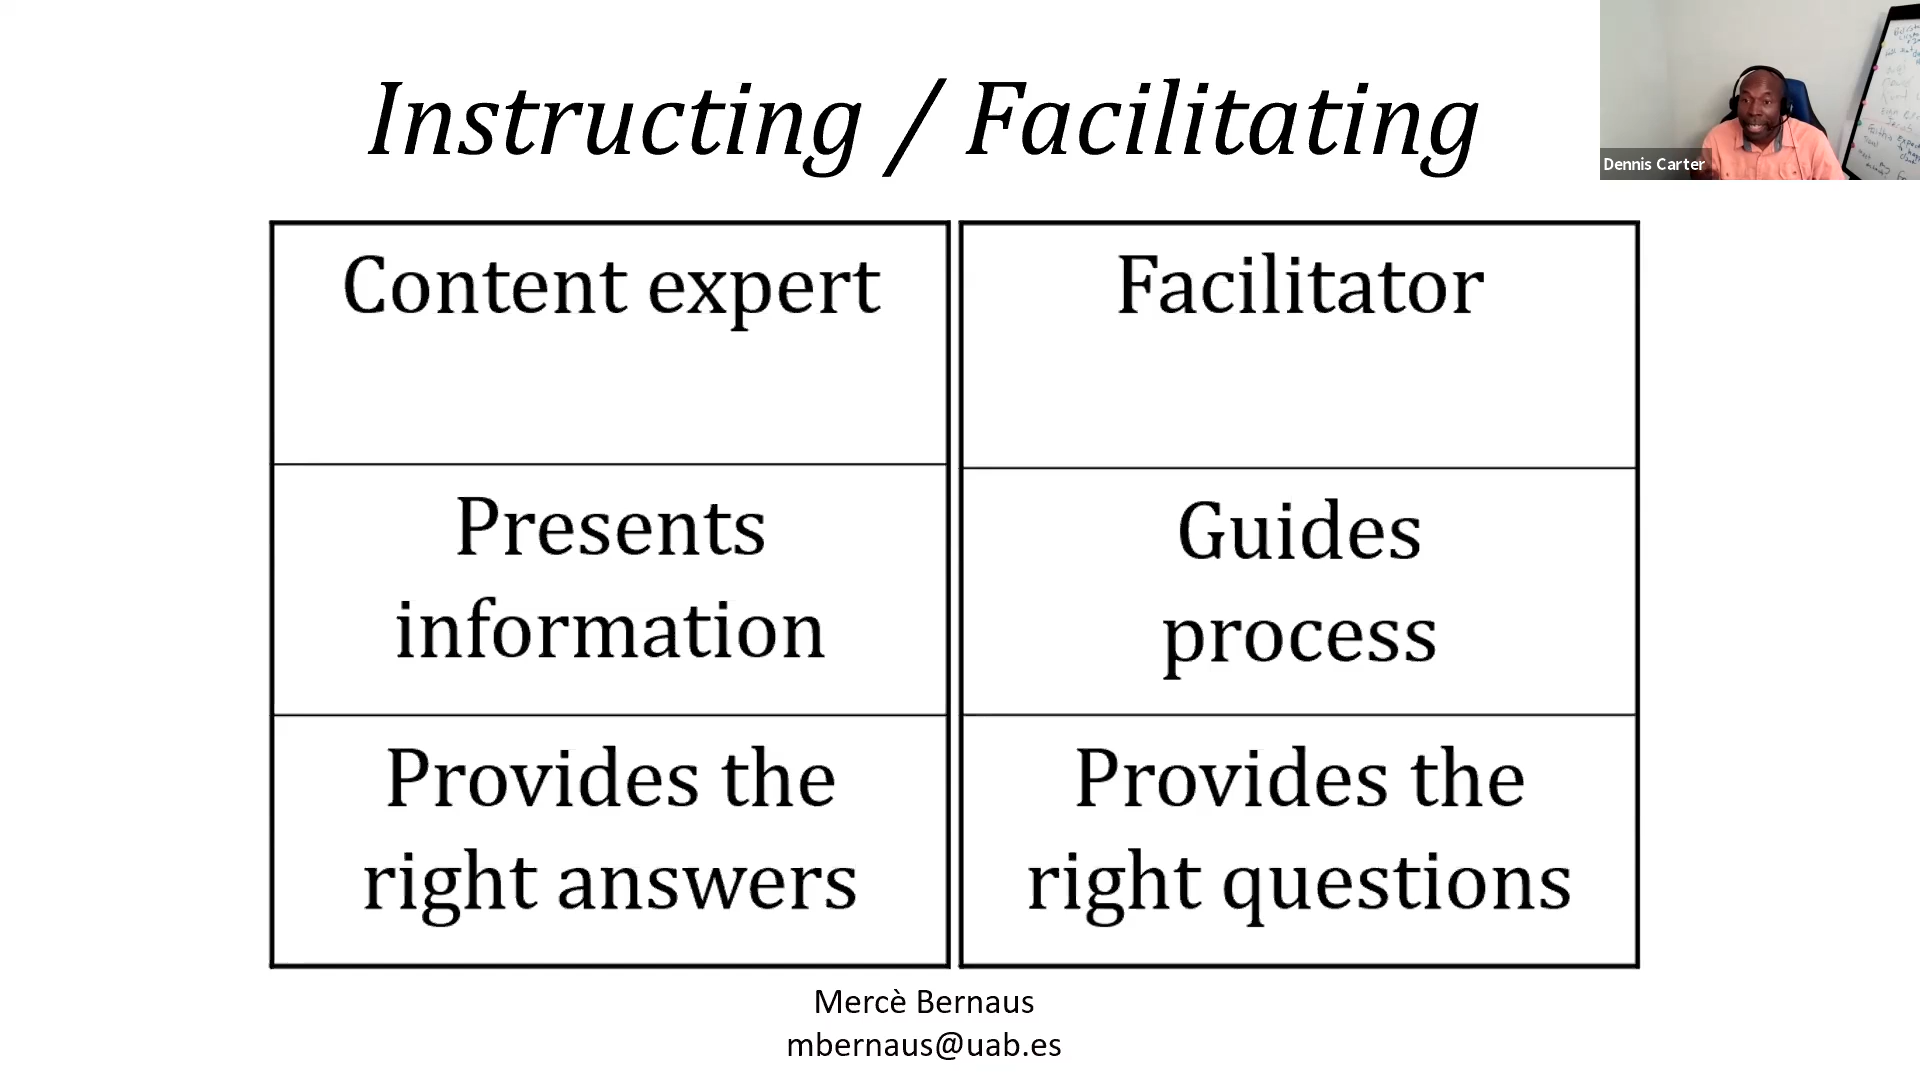 Instructing / Facilitating
Dennis Carter
Content expert
Facilitator
Presents
information
Guides
process
Provides the
right answers
Provides the
right questions
Mercè Bernaus
mbernaus@uab.es